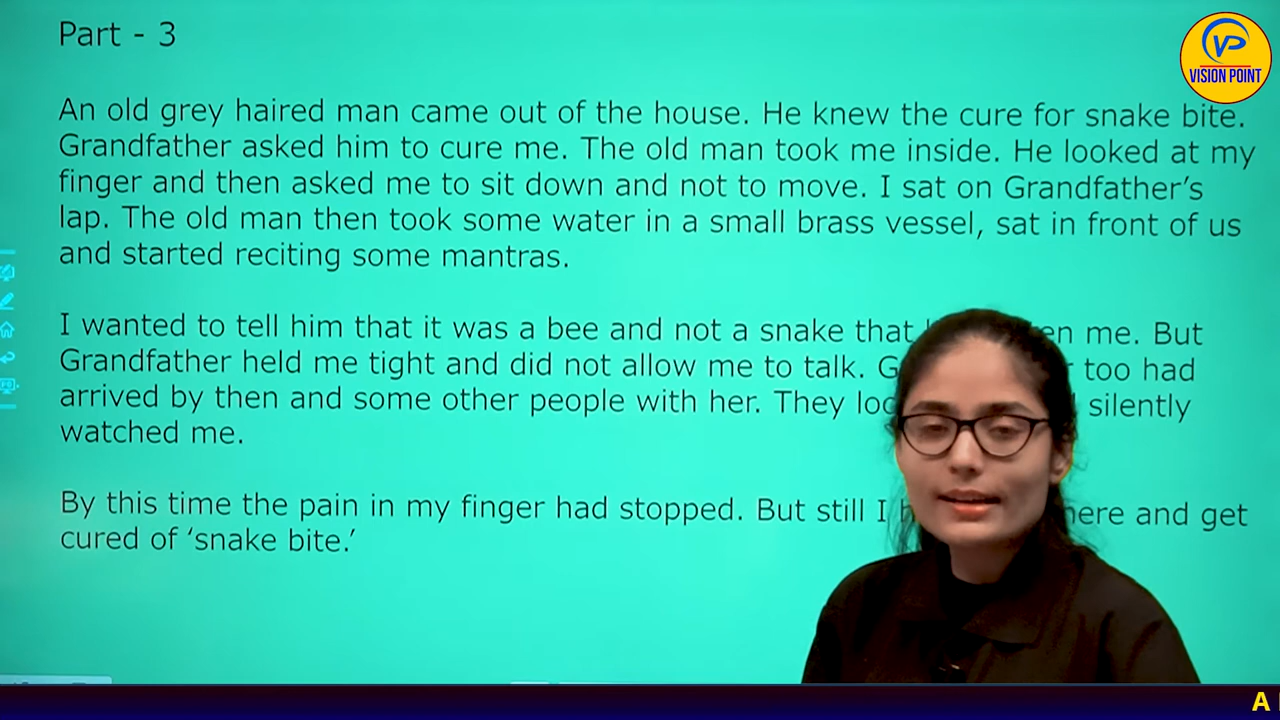 Part - 3
VP
VISION POINT
An old grey haired man came out of the house. He knew the cure for snake bite.
Grandfather asked him to cure me. The old man took me inside. He looked at my
finger and then asked me to sit down and not to move. I sat on Grandfather’s
lap. The old man then took some water in a small brass vessel, sat in front of us
and started reciting some mantras.
I wanted to tell him that it was a bee and not a snake that me. But
Grandfather held me tight and did not allow me to talk. too had
arrived by then and some other people with her. They silently
watched me.
By this time the pain in my finger had stopped. But still I and get
cured of ‘snake bite.’
A